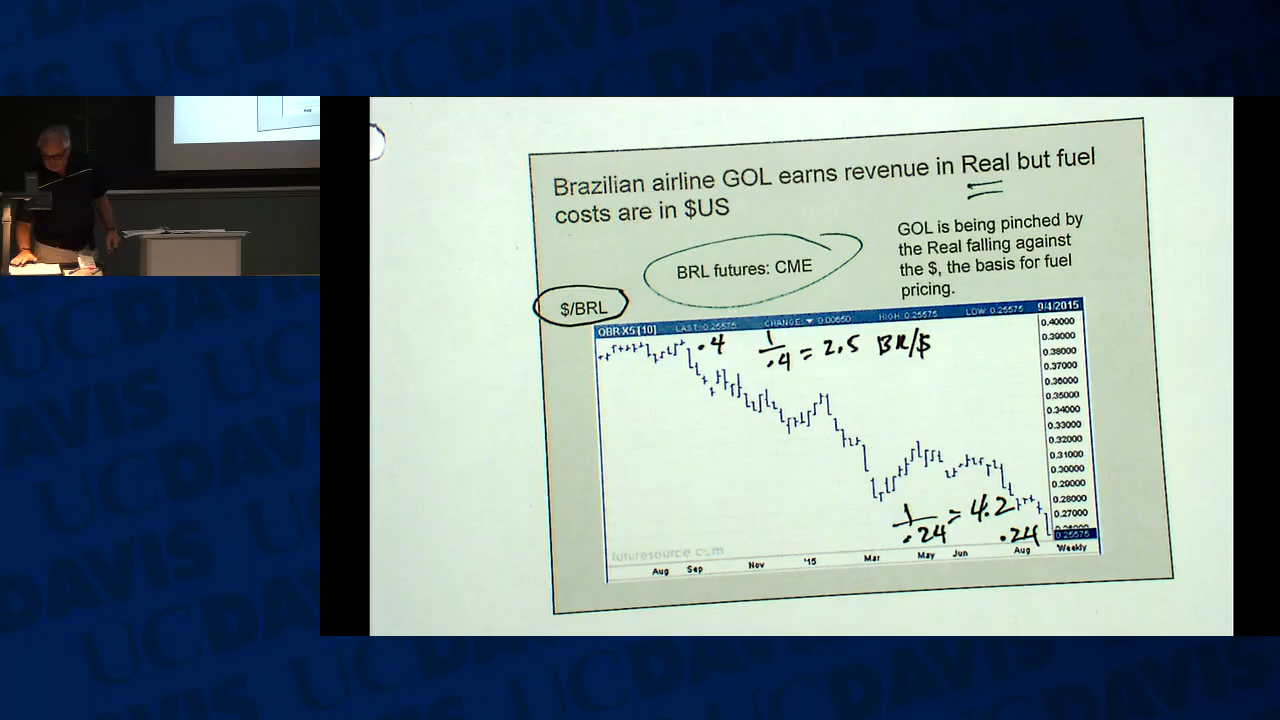 UCDAVIS
Brazilian airline GOL earns revenue in Real but fuel
costs are in $US
GOL is being pinched by
the Real falling against
the $, the basis for fuel
pricing.
BRL futures: CME
$/BRL
QBR X5 [10] LAST: 0.25575 CHANGE: ▼ 0.00650 HIGH: 0.25575 LOW: 0.25575 9/4/2015
.4 1/.4 = 2.5 BR/$
0.40000
0.39000
0.38000
0.37000
0.36000
0.35000
0.34000
0.33000
0.32000
0.31000
0.30000
0.29000
0.28000
0.27000
0.25575
1/.24 = 4.2
.24
futuresource.com
Aug Sep Nov '15 Mar May Jun Aug Weekly